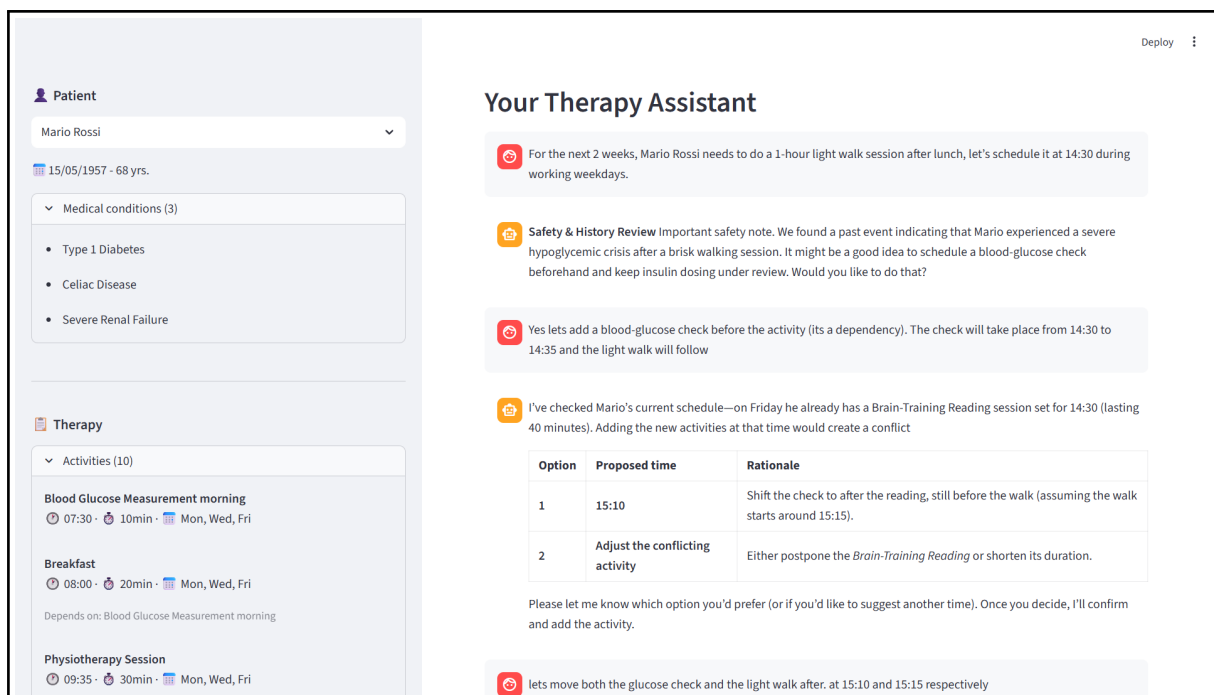 Deploy
Patient
Mario Rossi
15/05/1957 - 68 yrs.
Medical conditions (3)
Type 1 Diabetes
Celiac Disease
Severe Renal Failure
Therapy
Activities (10)
Blood Glucose Measurement morning
07:30 · 10min · Mon, Wed, Fri
Breakfast
08:00 · 20min · Mon, Wed, Fri
Depends on: Blood Glucose Measurement morning
Physiotherapy Session
09:35 · 30min · Mon, Wed, Fri
Your Therapy Assistant
For the next 2 weeks, Mario Rossi needs to do a 1-hour light walk session after lunch, let's schedule it at 14:30 during
working weekdays.
Safety & History Review Important safety note. We found a past event indicating that Mario experienced a severe
hypoglycemic crisis after a brisk walking session. It might be a good idea to schedule a blood-glucose check
beforehand and keep insulin dosing under review. Would you like to do that?
Yes lets add a blood-glucose check before the activity (its a dependency). The check will take place from 14:30 to
14:35 and the light walk will follow
I've checked Mario's current schedule—on Friday he already has a Brain-Training Reading session set for 14:30 (lasting
40 minutes). Adding the new activities at that time would create a conflict
Option Proposed time Rationale
1 15:10 Shift the check to after the reading, still before the walk (assuming the walk
starts around 15:15).
2 Adjust the conflicting
activity Either postpone the Brain-Training Reading or shorten its duration.
Please let me know which option you'd prefer (or if you'd like to suggest another time). Once you decide, I'll confirm
and add the activity.
lets move both the glucose check and the light walk after. at 15:10 and 15:15 respectively